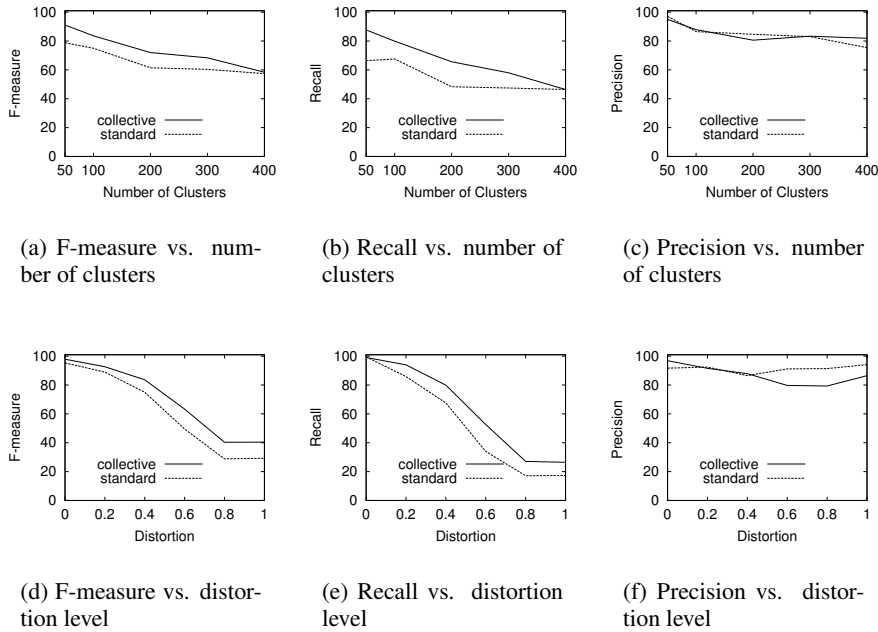 100
80
60
40
20
0
F-measure
collective
standard
50 100 200 300 400
Number of Clusters
(a) F-measure vs. num-
ber of clusters
100
80
60
40
20
0
Recall
collective
standard
50 100 200 300 400
Number of Clusters
(b) Recall vs. number of
clusters
100
80
60
40
20
0
Precision
collective
standard
50 100 200 300 400
Number of Clusters
(c) Precision vs. number
of clusters
100
80
60
40
20
0
F-measure
collective
standard
0 0.2 0.4 0.6 0.8 1
Distortion
(d) F-measure vs. distor-
tion level
100
80
60
40
20
0
Recall
collective
standard
0 0.2 0.4 0.6 0.8 1
Distortion
(e) Recall vs. distortion
level
100
80
60
40
20
0
Precision
collective
standard
0 0.2 0.4 0.6 0.8 1
Distortion
(f) Precision vs. distor-
tion level